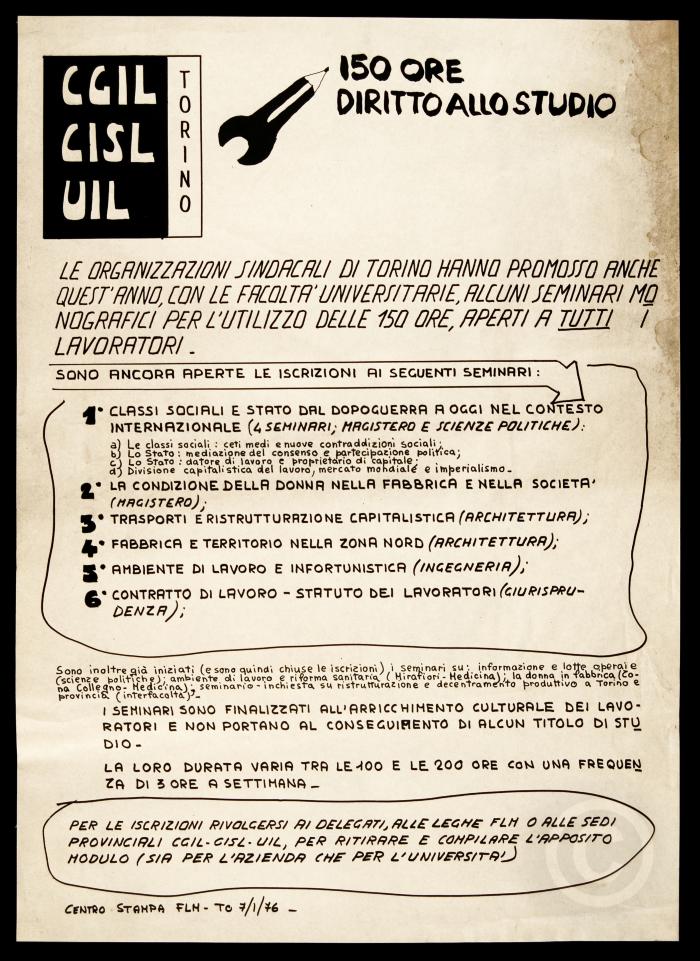 CGIL
CISL
UIL
TORINO
150 ORE
DIRITTO ALLO STUDIO
LE ORGANIZZAZIONI SINDACALI DI TORINO HANNO PROMOSSO ANCHE
QUEST'ANNO, CON LE FACOLTA' UNIVERSITARIE, ALCUNI SEMINARI MO
NOGRAFICI PER L'UTILIZZO DELLE 150 ORE, APERTI A TUTTI I
LAVORATORI.
SONO ANCORA APERTE LE ISCRIZIONI AI SEGUENTI SEMINARI:
1° CLASSI SOCIALI E STATO DAL DOPOGUERRA A OGGI NEL CONTESTO
INTERNAZIONALE (4 SEMINARI; MAGISTERO E SCIENZE POLITICHE):
a) Le classi sociali: ceti medi e nuove contraddizioni sociali;
b) Lo Stato: mediazione del consenso e partecipazione politica;
c) Lo Stato: datore di lavoro e proprietario di capitale;
d) Divisione capitalistica del lavoro, mercato mondiale e imperialismo.
2° LA CONDIZIONE DELLA DONNA NELLA FABBRICA E NELLA SOCIETA'
(MAGISTERO);
3° TRASPORTI E RISTRUTTURAZIONE CAPITALISTICA (ARCHITETTURA);
4° FABBRICA E TERRITORIO NELLA ZONA NORD (ARCHITETTURA);
5° AMBIENTE DI LAVORO E INFORTUNISTICA (INGEGNERIA);
6° CONTRATTO DI LAVORO - STATUTO DEI LAVORATORI (GIURISPRU-
DENZA);
Sono inoltre già iniziati (e sono quindi chiuse le iscrizioni) i seminari su: informazione e lotte operaie
(scienze politiche); ambiente di lavoro e riforma sanitaria (Mirafiori-Medicina); la donna in fabbrica (Zo-
na Collegno-Medicina); seminario-inchiesta su ristrutturazione e decentramento produttivo a Torino e
provincia (interfacoltà).
I SEMINARI SONO FINALIZZATI ALL'ARRICCHIMENTO CULTURALE DEI LAVO-
RATORI E NON PORTANO AL CONSEGUIMENTO DI ALCUN TITOLO DI STU
DIO-
LA LORO DURATA VARIA TRA LE 100 E LE 200 ORE CON UNA FREQUEN
ZA DI 3 ORE A SETTIMANA_
PER LE ISCRIZIONI RIVOLGERSI AI DELEGATI, ALLE LEGHE FLM O ALLE SEDI
PROVINCIALI CGIL-CISL-UIL, PER RITIRARE E COMPILARE L'APPOSITO
MODULO (SIA PER L'AZIENDA CHE PER L'UNIVERSITA')
CENTRO STAMPA FLM - TO 7/1/76 _
©